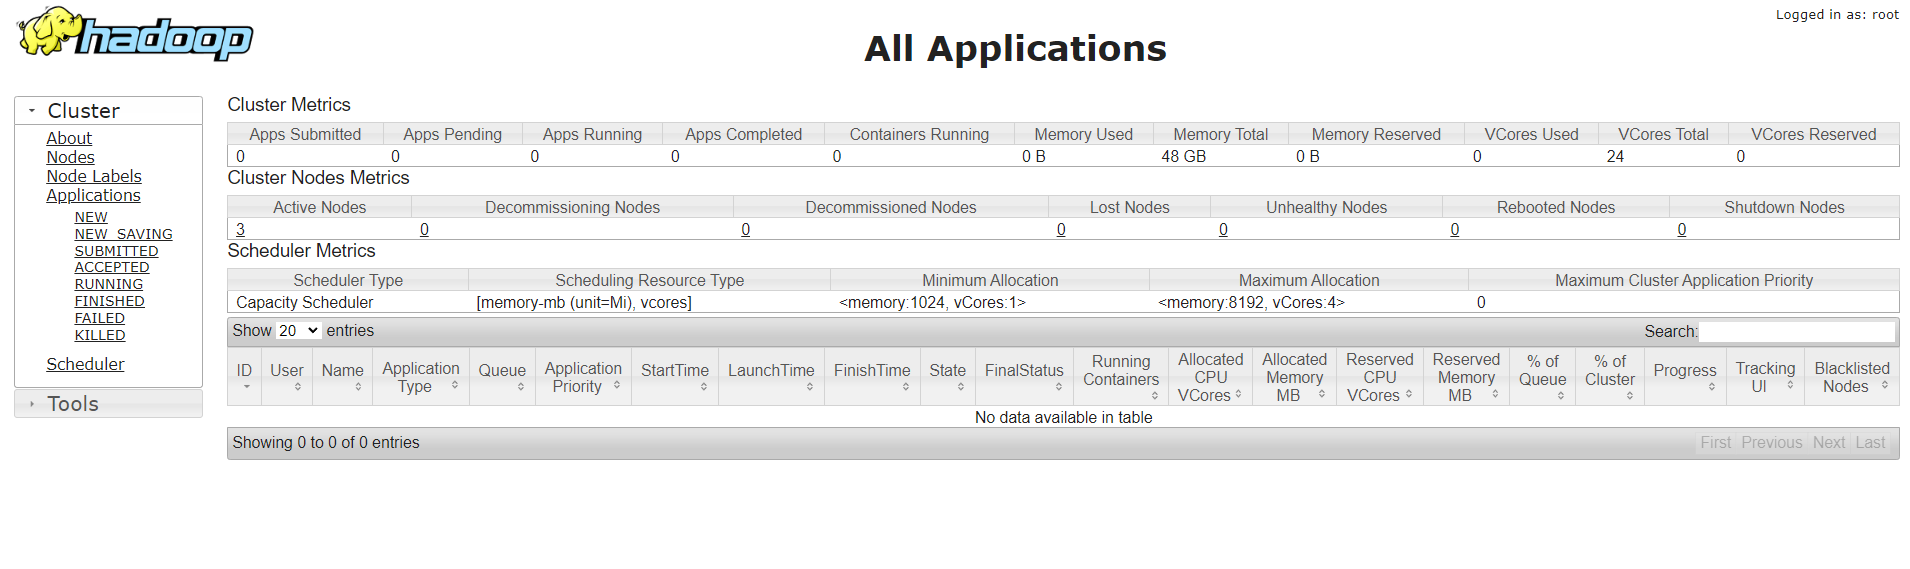 hadoop
Logged in as: root
All Applications
Cluster
About
Nodes
Node Labels
Applications
NEW
NEW_SAVING
SUBMITTED
ACCEPTED
RUNNING
FINISHED
FAILED
KILLED
Scheduler
Tools
Cluster Metrics
Apps Submitted Apps Pending Apps Running Apps Completed Containers Running Memory Used Memory Total Memory Reserved VCores Used VCores Total VCores Reserved
0 0 0 0 0 0 B 48 GB 0 B 0 24 0
Cluster Nodes Metrics
Active Nodes Decommissioning Nodes Decommissioned Nodes Lost Nodes Unhealthy Nodes Rebooted Nodes Shutdown Nodes
3 0 0 0 0 0 0
Scheduler Metrics
Scheduler Type Scheduling Resource Type Minimum Allocation Maximum Allocation Maximum Cluster Application Priority
Capacity Scheduler [memory-mb (unit=Mi), vcores] <memory:1024, vCores:1> <memory:8192, vCores:4> 0
Show 20 entries Search:
ID User Name Application Type Queue Application Priority StartTime LaunchTime FinishTime State FinalStatus Running Containers Allocated CPU VCores Allocated Memory MB Reserved CPU VCores Reserved Memory MB % of Queue % of Cluster Progress Tracking UI Blacklisted Nodes
No data available in table
Showing 0 to 0 of 0 entries First Previous Next Last